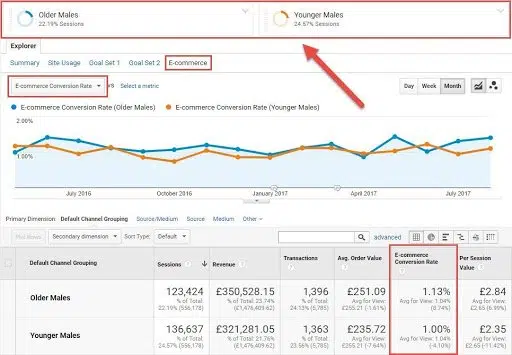 Older Males
22.19% Sessions
Younger Males
24.57% Sessions
Explorer
Summary Site Usage Goal Set 1 Goal Set 2 E-commerce
E-commerce Conversion Rate VS Select a metric
Day Week Month
E-commerce Conversion Rate (Older Males) E-commerce Conversion Rate (Younger Males)
2.00%
1.00%
July 2016 October 2016 January 2017 April 2017 July 2017
Primary Dimension: Default Channel Grouping Source/Medium Source Medium Other
Plot Rows Secondary dimension Sort Type: Default advanced
Default Channel Grouping Sessions Revenue Transactions Avg. Order Value E-commerce Conversion Rate Per Session Value
Older Males 123,424 £350,528.15 1,396 £251.09 1.13% £2.84
% of Total: % of Total: 23.74% % of Total: Avg for View: Avg for View: 1.04% Avg for View:
22.19% (556,178) (£1,476,409.62) 24.13% (5,785) £255.21 (-1.61%) (8.74%) £2.65 (6.99%)
Younger Males 136,637 £321,281.05 1,363 £235.72 1.00% £2.35
% of Total: % of Total: 21.76% % of Total: Avg for View: Avg for View: 1.04% Avg for View:
24.57% (556,178) (£1,476,409.62) 23.56% (5,785) £255.21 (-7.64%) (-4.10%) £2.65 (-11.42%)